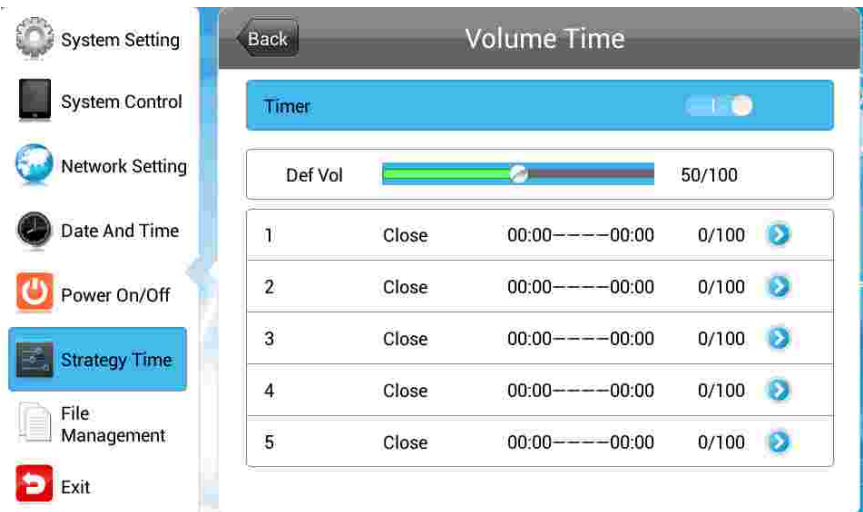 System Setting
System Control
Network Setting
Date And Time
Power On/Off
Strategy Time
File
Management
Exit
Back
Volume Time
Timer
Def Vol 50/100
1 Close 00:00----00:00 0/100
2 Close 00:00----00:00 0/100
3 Close 00:00----00:00 0/100
4 Close 00:00----00:00 0/100
5 Close 00:00----00:00 0/100